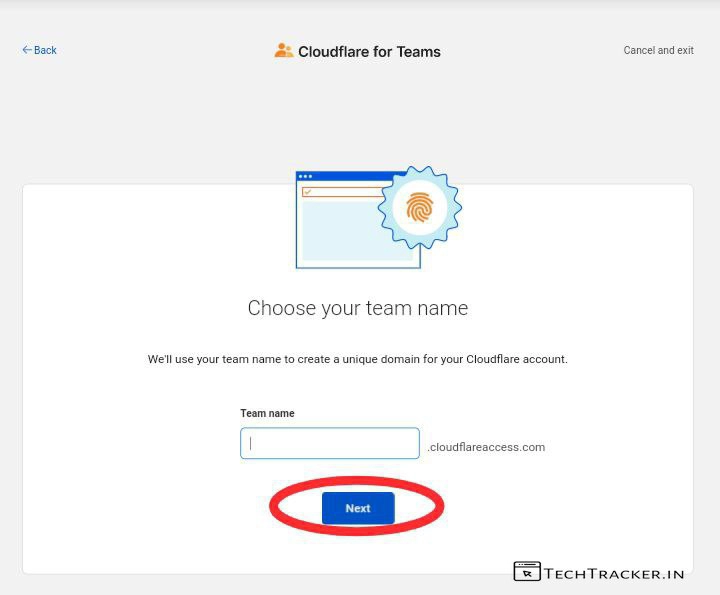 ←Back
Cloudflare for Teams
Cancel and exit
Choose your team name
We'll use your team name to create a unique domain for your Cloudflare account.
Team name
.cloudflareaccess.com
Next
TechTracker.in